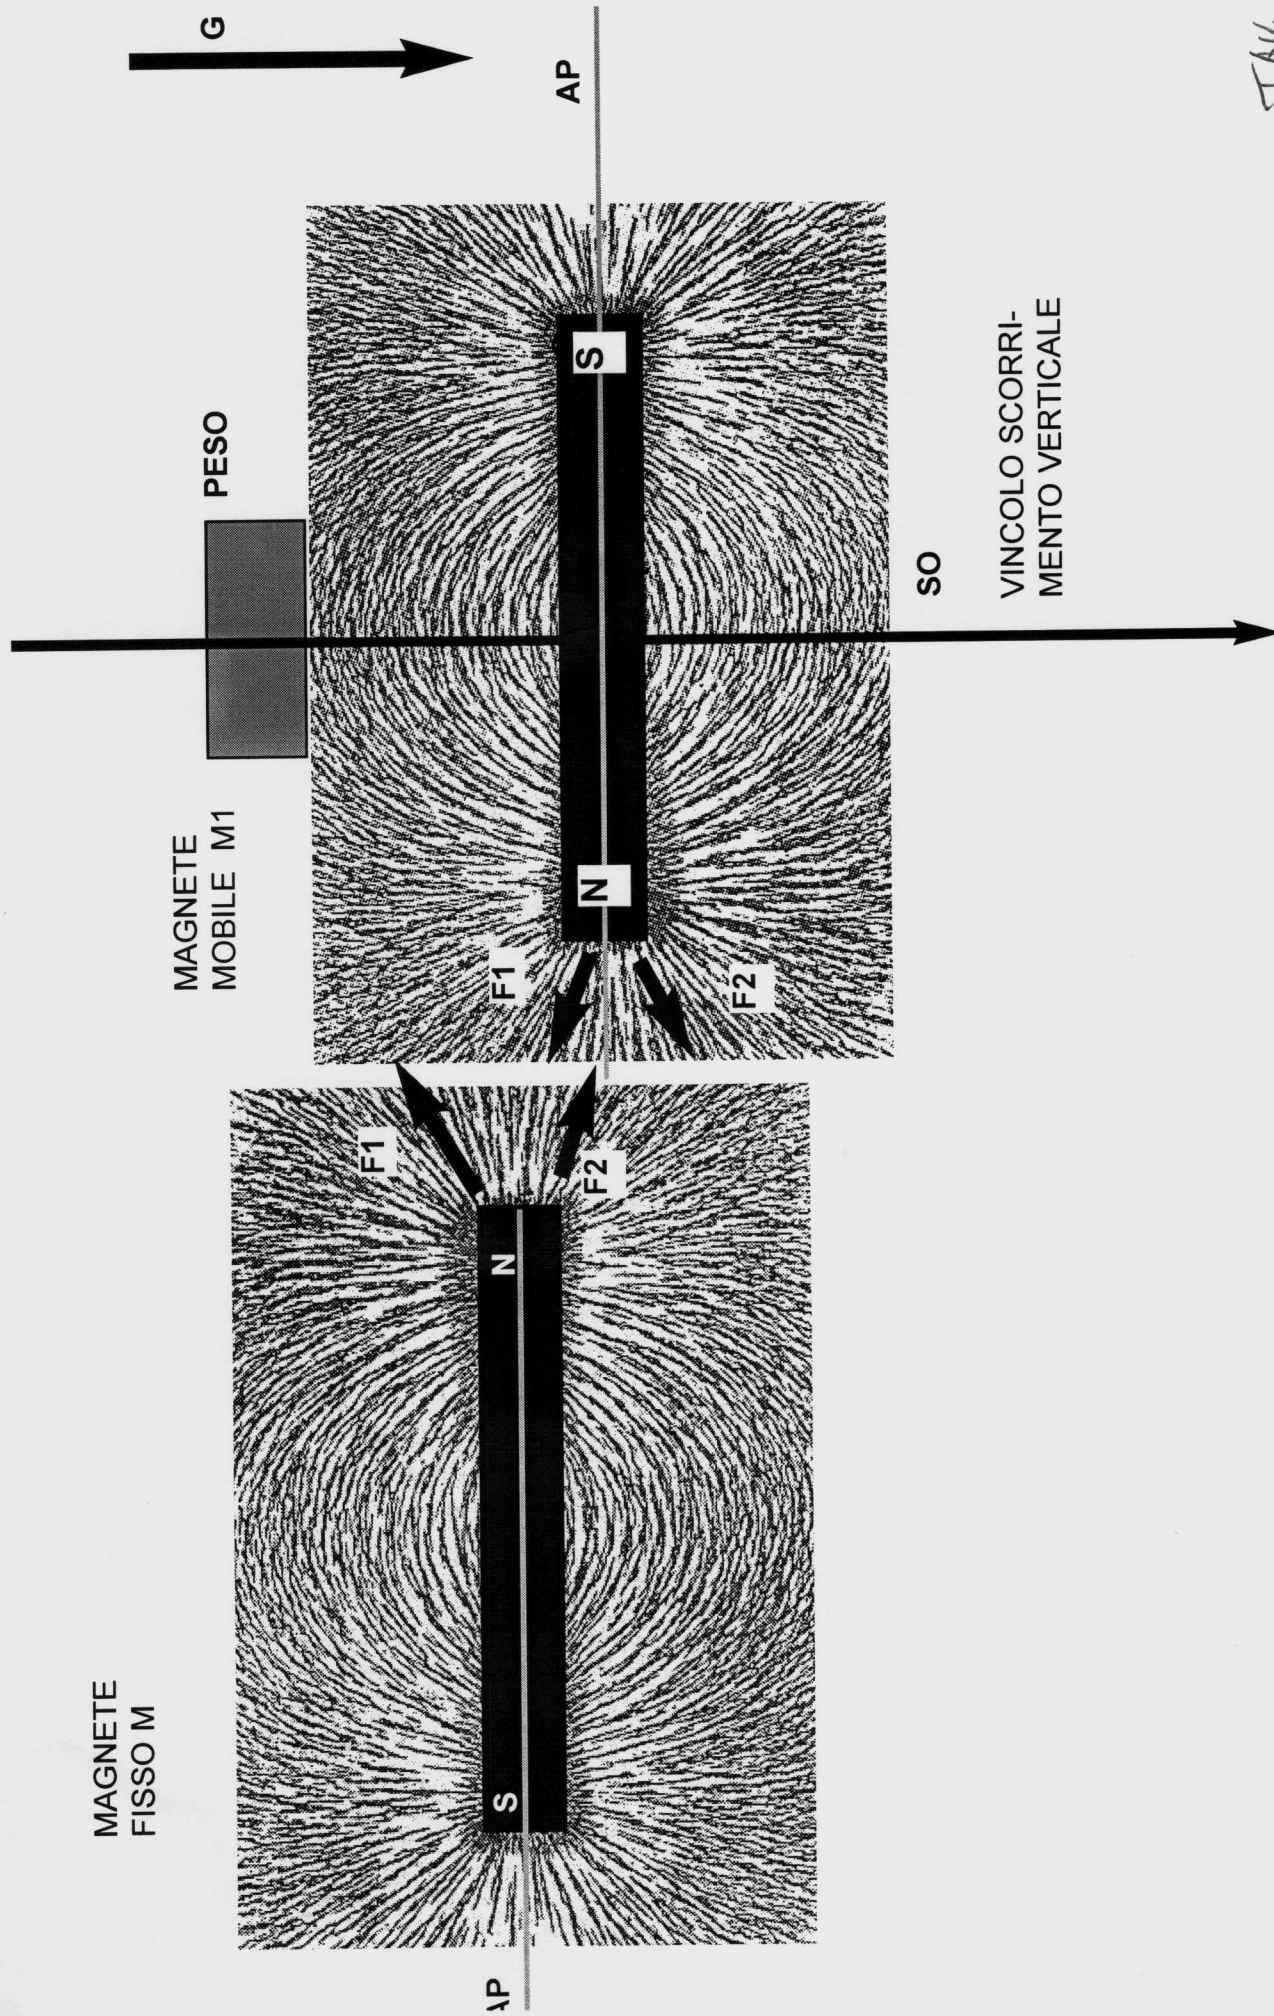 MAGNETE
FISSO M
MAGNETE
MOBILE M1
PESO
G
F1
F1
AP
S
N
AP
N
S
F2
F2
SO
VINCOLO SCORRI-
MENTO VERTICALE